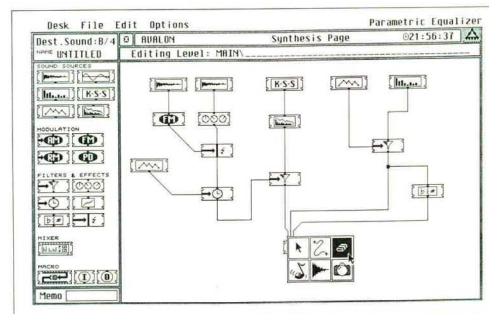 Desk File Edit Options
Parametric Equalizer
Dest.Sound:B/4
AVALON
Synthesis Page
©21:56:37
NAME UNTITLED
Editing Level: MAIN\
SOUND SOURCES
K-S-S
K-S-S
MODULATION
AM
FM
RM
PD
FM
FILTERS & EFFECTS
MIXER
MACRO
I
O
Memo